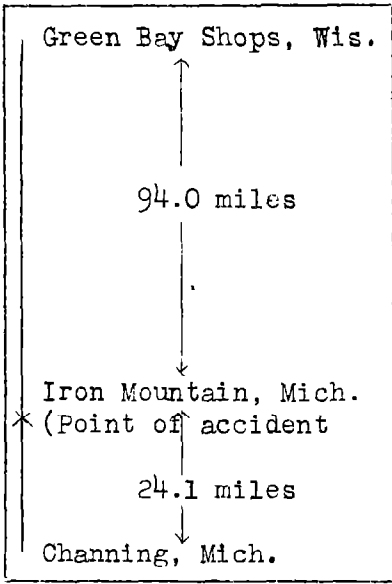 Green Bay Shops, Wis.
94.0 miles
Iron Mountain, Mich.
(Point of accident
24.1 miles
Channing, Mich.